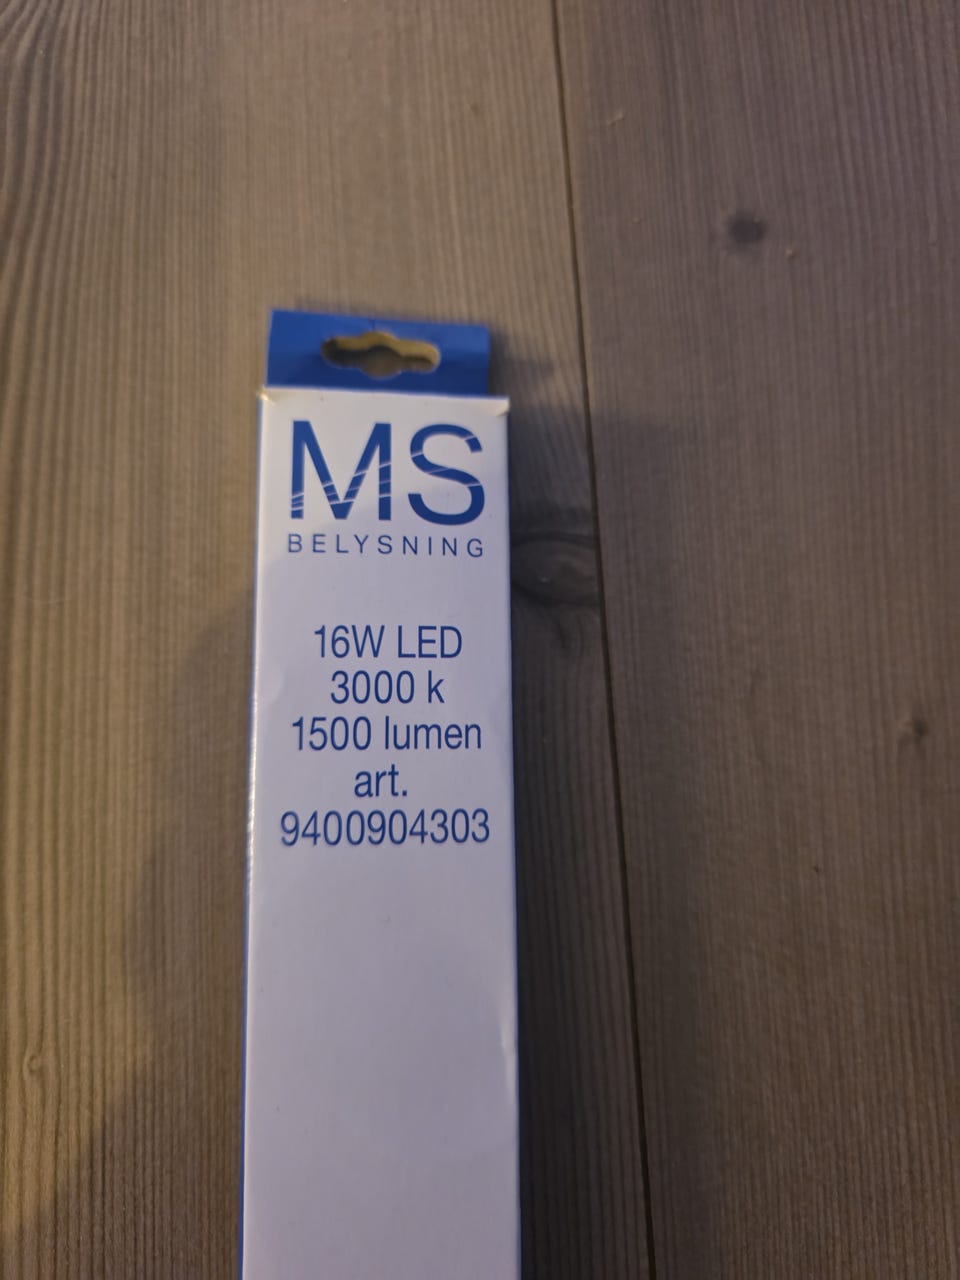 MS
BELYSNING
16W LED
3000 k
1500 lumen
art.
9400904303